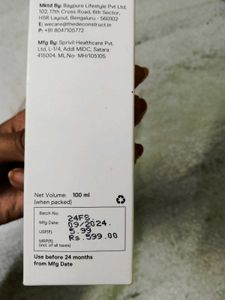 Mktd By: Baypure Lifestyle Pvt Ltd,
102, 17th Cross Road, 6th Sector,
HSR Layout, Bengaluru - 560102
E: wecare@thedeconstruct.in
P: +91 8047105772
Mfg By: Sprivil Healthcare Pvt.
Ltd, L-1/4, Addl MIDC, Satara
415004. ML.No- MH/105105
Net Volume: 100 ml
(when packed)
Batch No: 24F5
Mfg Date: 09/2024.
USP(₹) 5.99
MRP(₹) Rs.599.00
(Incl. of all taxes)
Use before 24 months
from Mfg Date